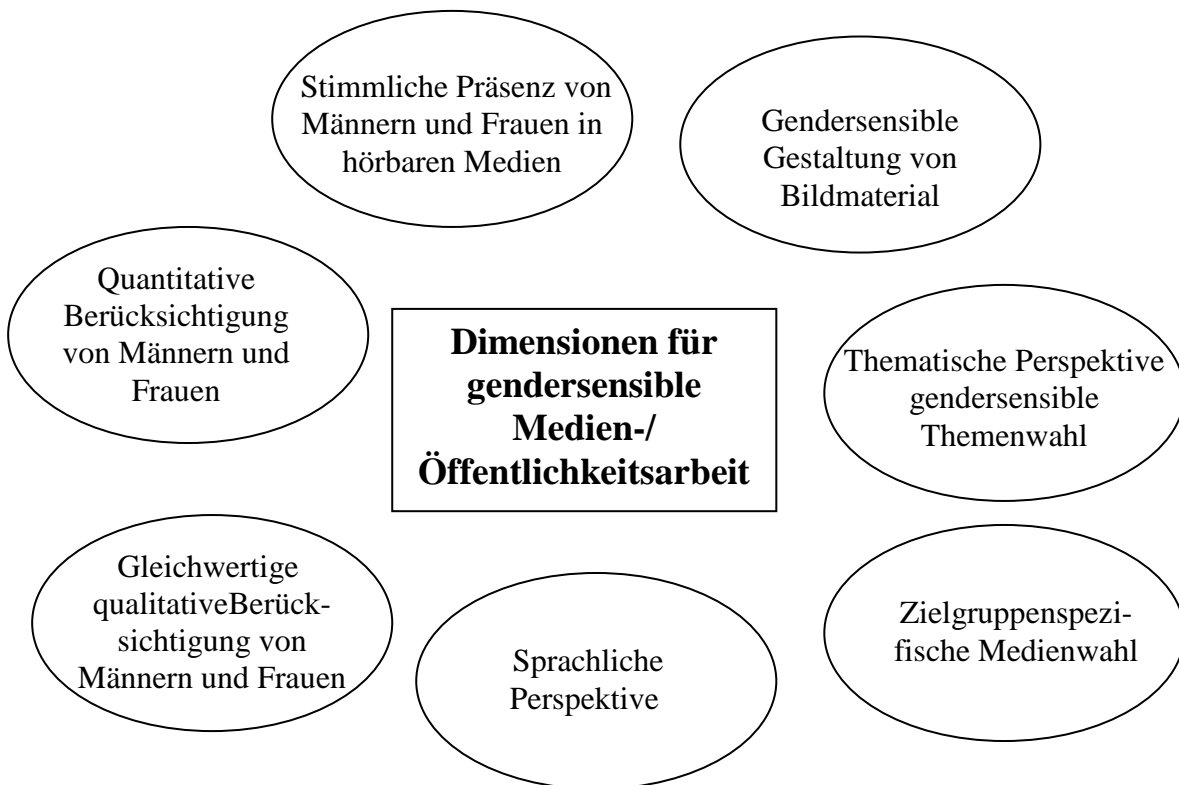 Stimmliche Präsenz von
Männern und Frauen in
hörbaren Medien
Gendersensible
Gestaltung von
Bildmaterial
Quantitative
Berücksichtigung
von Männern und
Frauen
Dimensionen für
gendersensible
Medien-/
Öffentlichkeitsarbeit
Thematische Perspektive
gendersensible
Themenwahl
Gleichwertige
qualitativeBerück-
sichtigung von
Männern und Frauen
Sprachliche
Perspektive
Zielgruppenspezi-
fische Medienwahl